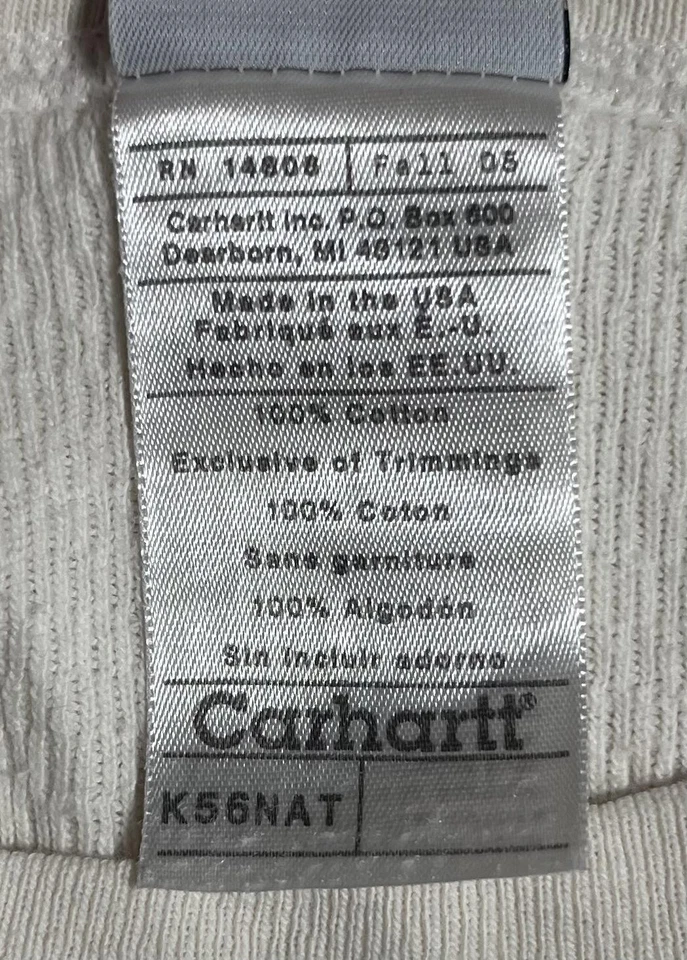 RN 14806 | Fall 05
Carhartt Inc. P.O. Box 600
Dearborn, MI 48121 USA
Made in the USA
Fabriqué aux É.-U.
Hecho en los EE.UU.
100% Cotton
Exclusive of Trimmings
100% Coton
Sans garniture
100% Algodón
Sin incluir adorno
Carhartt®
K56NAT